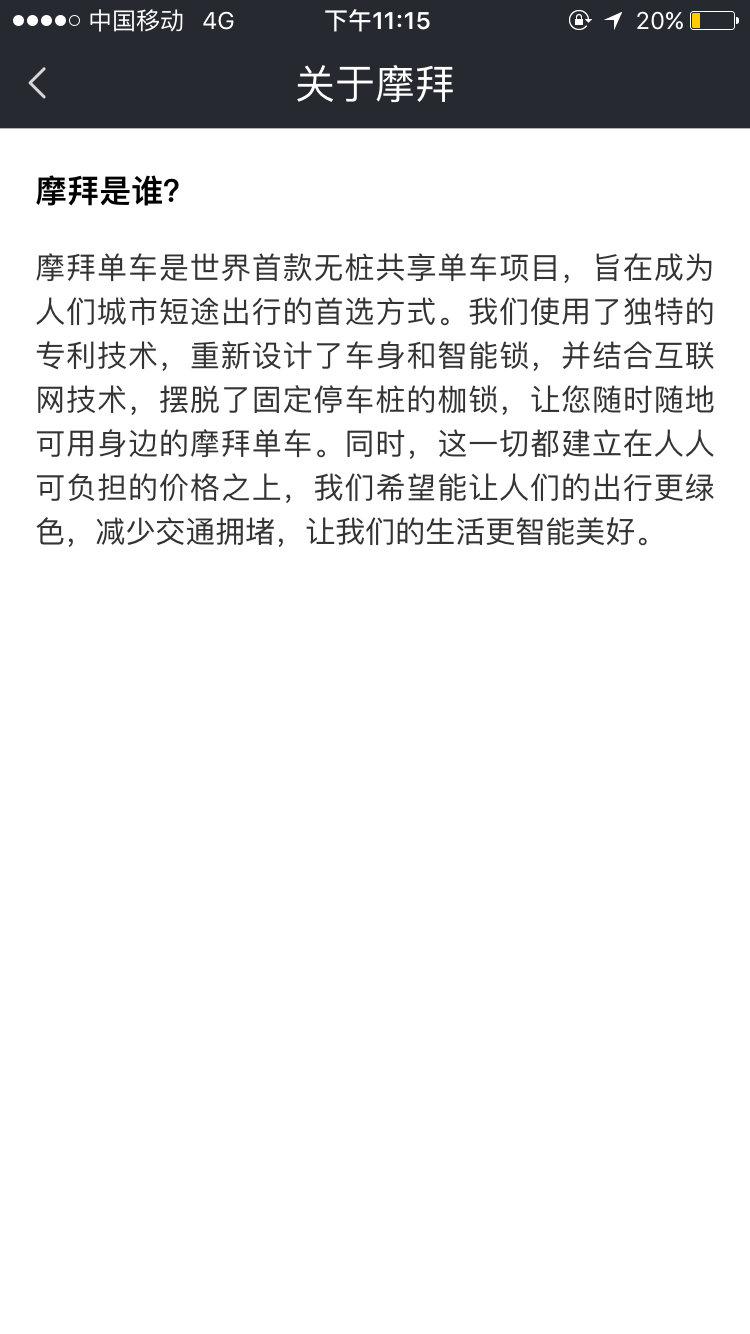 中国移动 4G 下午11:15 20%
关于摩拜
摩拜是谁?
摩拜单车是世界首款无桩共享单车项目，旨在成为
人们城市短途出行的首选方式。我们使用了独特的
专利技术，重新设计了车身和智能锁，并结合互联
网技术，摆脱了固定停车桩的枷锁，让您随时随地
可用身边的摩拜单车。同时，这一切都建立在人人
可负担的价格之上，我们希望能让人们的出行更绿
色，减少交通拥堵，让我们的生活更智能美好。